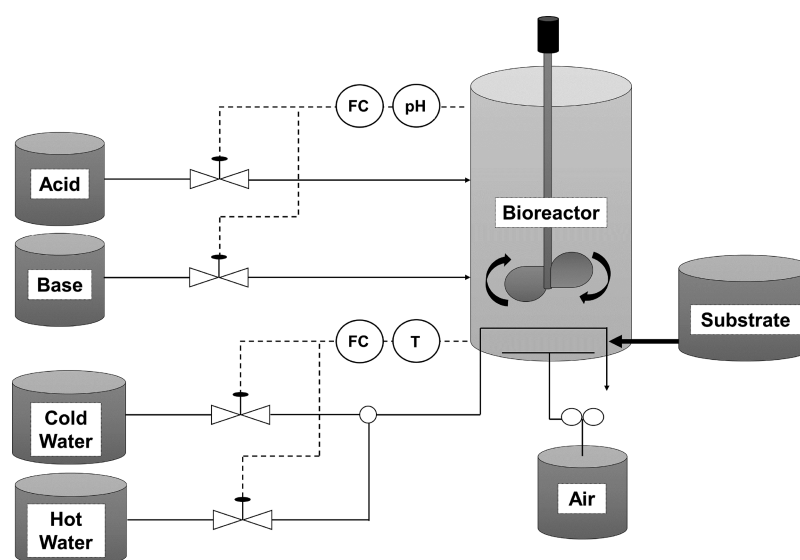 FC
pH
Acid
Bioreactor
Base
Substrate
FC
T
Cold
Water
Air
Hot
Water